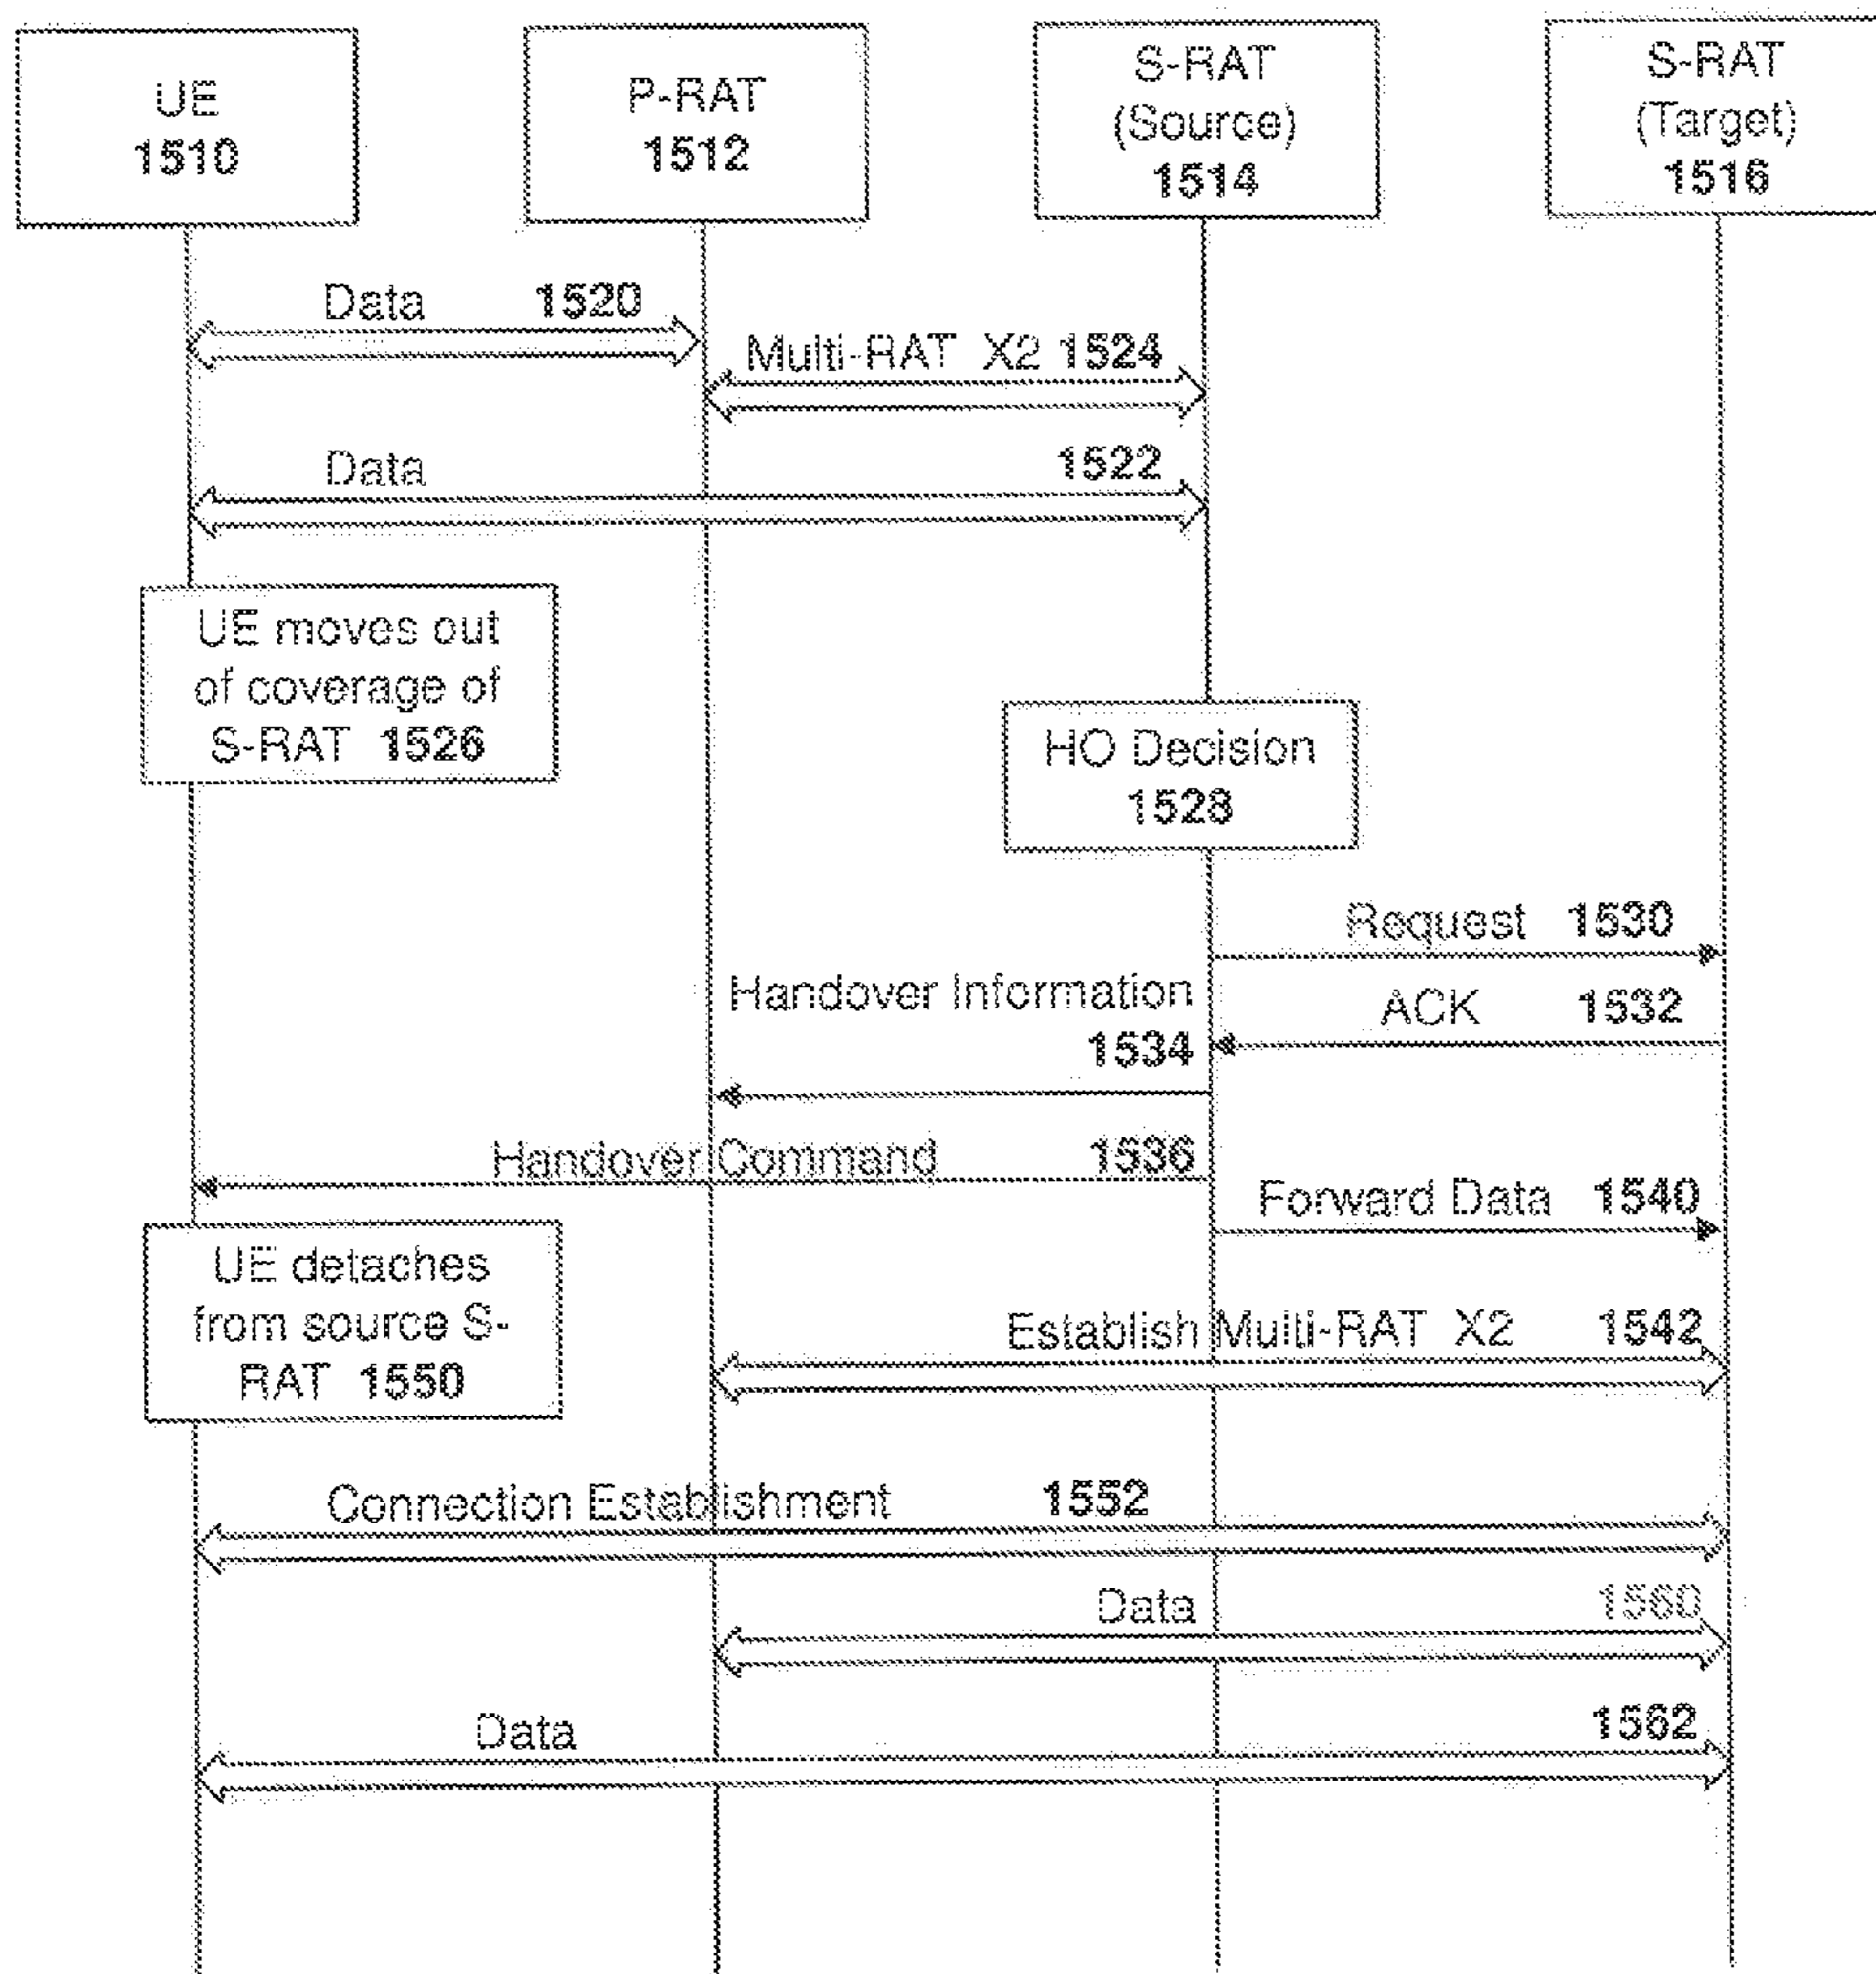 UE
1510
P-RAT
1512
S-RAT
(Source)
1514
S-RAT
(Target)
1516
Data 1520
Multi-RAT X2 1524
Data 1522
UE moves out
of coverage of
S-RAT 1526
HO Decision
1528
Request 1530
ACK 1532
Handover Information
1534
Handover Command 1536
Forward Data 1540
UE detaches
from source S-
RAT 1550
Establish Multi-RAT X2 1542
Connection Establishment 1552
Data 1560
Data 1562